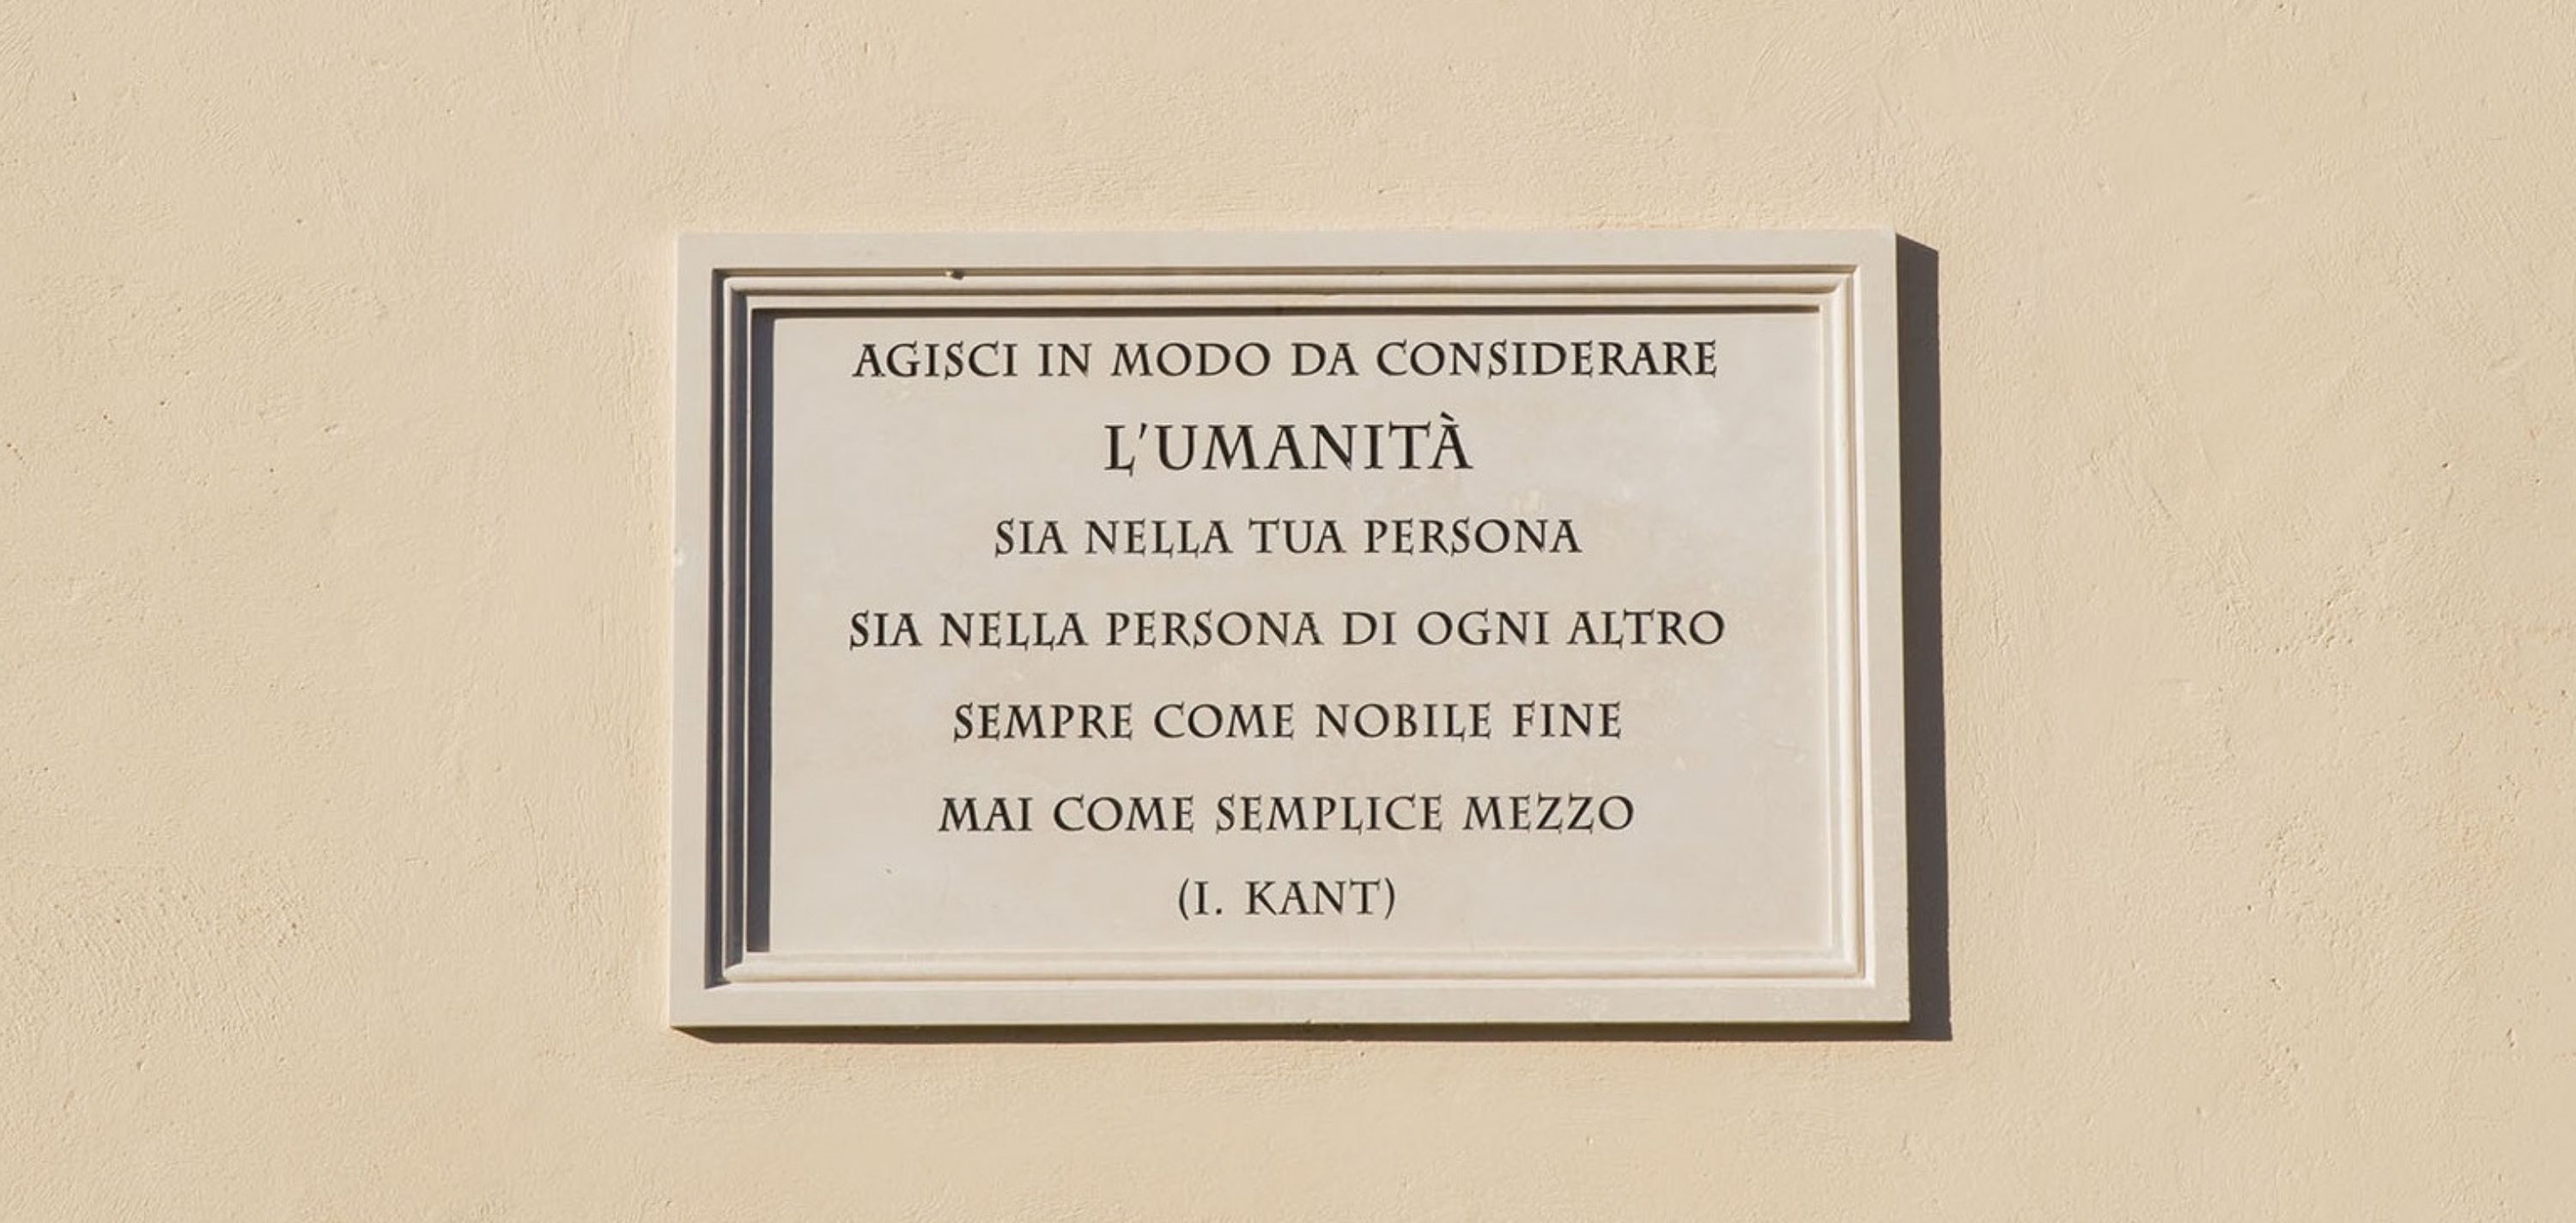 AGISCI IN MODO DA CONSIDERARE
L'UMANITÀ
SIA NELLA TUA PERSONA
SIA NELLA PERSONA DI OGNI ALTRO
SEMPRE COME NOBILE FINE
MAI COME SEMPLICE MEZZO
(I. KANT)